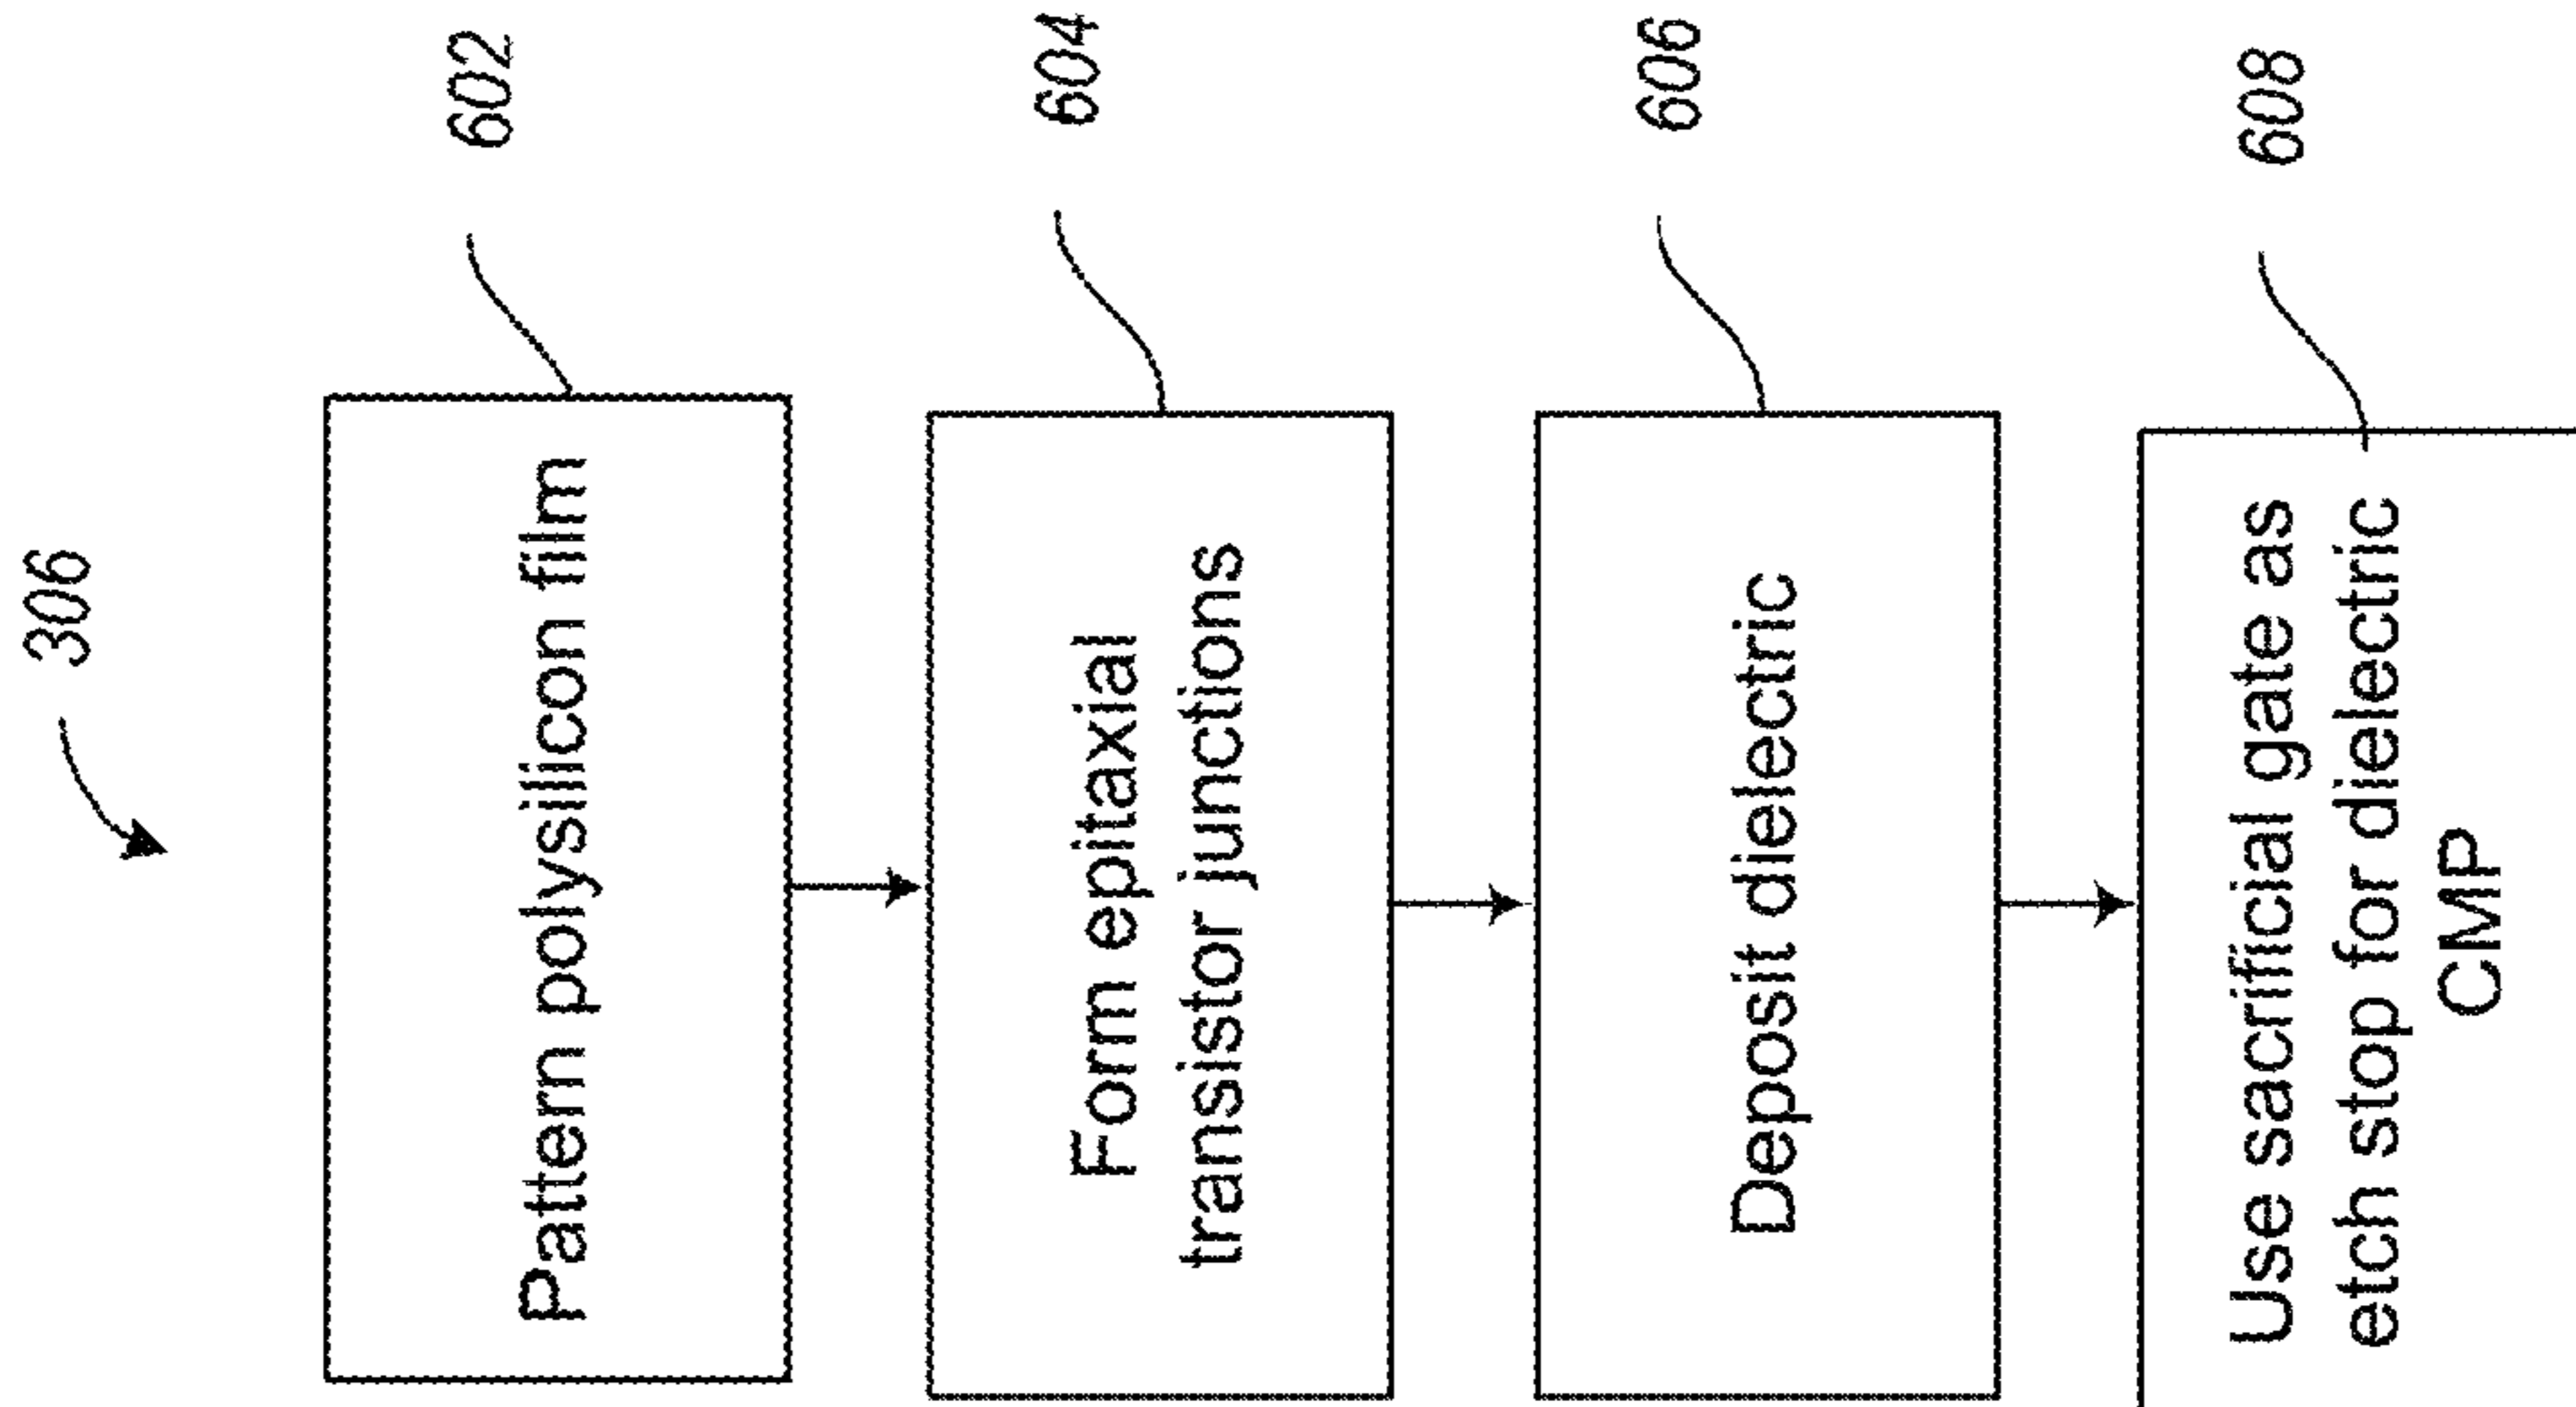 306
Pattern polysilicon film
602
Form epitaxial
transistor junctions
604
Deposit dielectric
606
Use sacrificial gate as
etch stop for dielectric
CMP
608